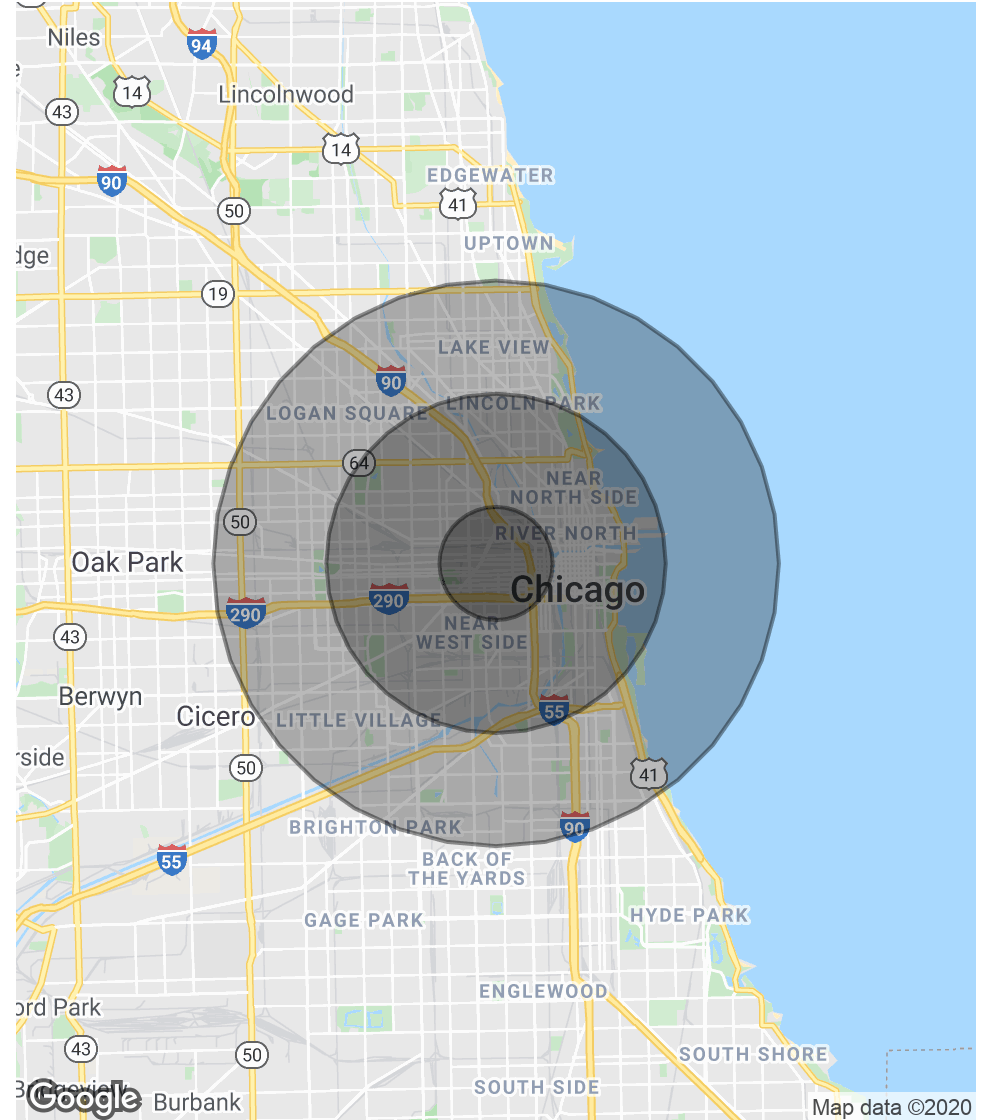 Niles
94
14
Lincolnwood
43
14
90
EDGEWATER
41
50
UPTOWN
dge
19
LAKE VIEW
90
43
LINCOLN PARK
LOGAN SQUARE
64
NEAR
NORTH SIDE
50
RIVER NORTH
Oak Park
Chicago
290
290
NEAR
WEST SIDE
43
Berwyn
Cicero
LITTLE VILLAGE
55
rside
50
41
BRIGHTON PARK
90
55
BACK OF
THE YARDS
GAGE PARK
HYDE PARK
ENGLEWOOD
ord Park
43
50
SOUTH SHORE
SOUTH SIDE
Google
Burbank
Map data ©2020